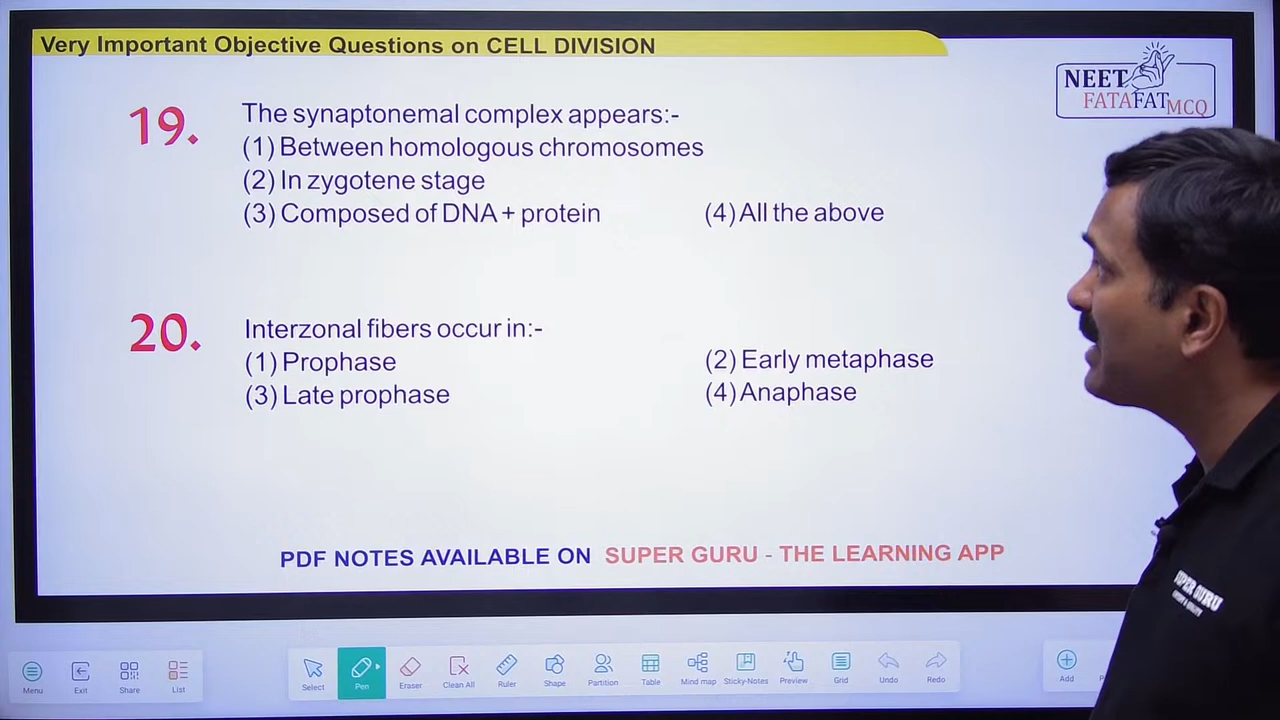 Very Important Objective Questions on CELL DIVISION
NEET
FATAFAT MCQ
19. The synaptonemal complex appears:-
(1) Between homologous chromosomes
(2) In zygotene stage
(3) Composed of DNA + protein (4) All the above
20. Interzonal fibers occur in:-
(1) Prophase (2) Early metaphase
(3) Late prophase (4) Anaphase
PDF NOTES AVAILABLE ON SUPER GURU - THE LEARNING APP
SUPER GURU
Menu Exit Share List Select Pen Eraser Clean All Ruler Shape Partition Table Mind map Sticky-Notes Preview Grid Undo Redo Add